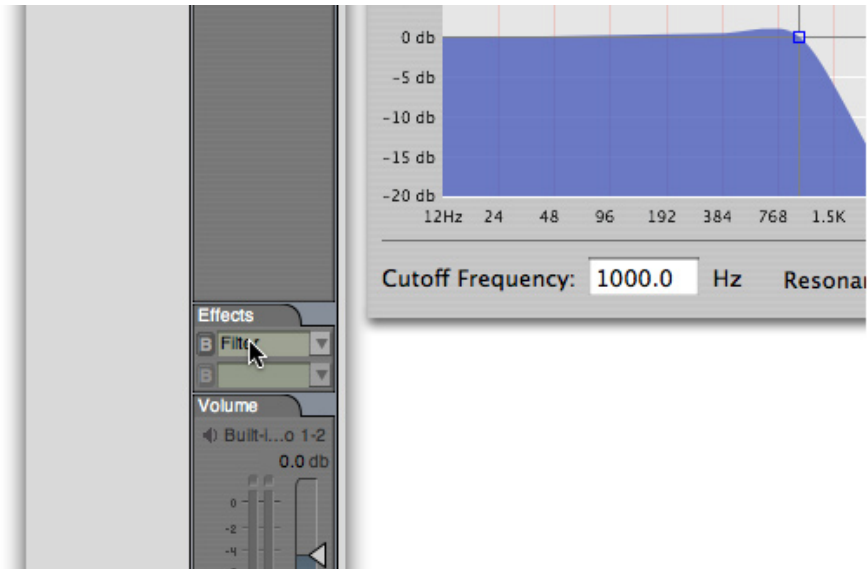 0 db
-5 db
-10 db
-15 db
-20 db
12Hz 24 48 96 192 384 768 1.5K
Cutoff Frequency: 1000.0 Hz Resona
Effects
B Filter
B
Volume
Built-i...o 1-2
0.0 db
0
-2
-4